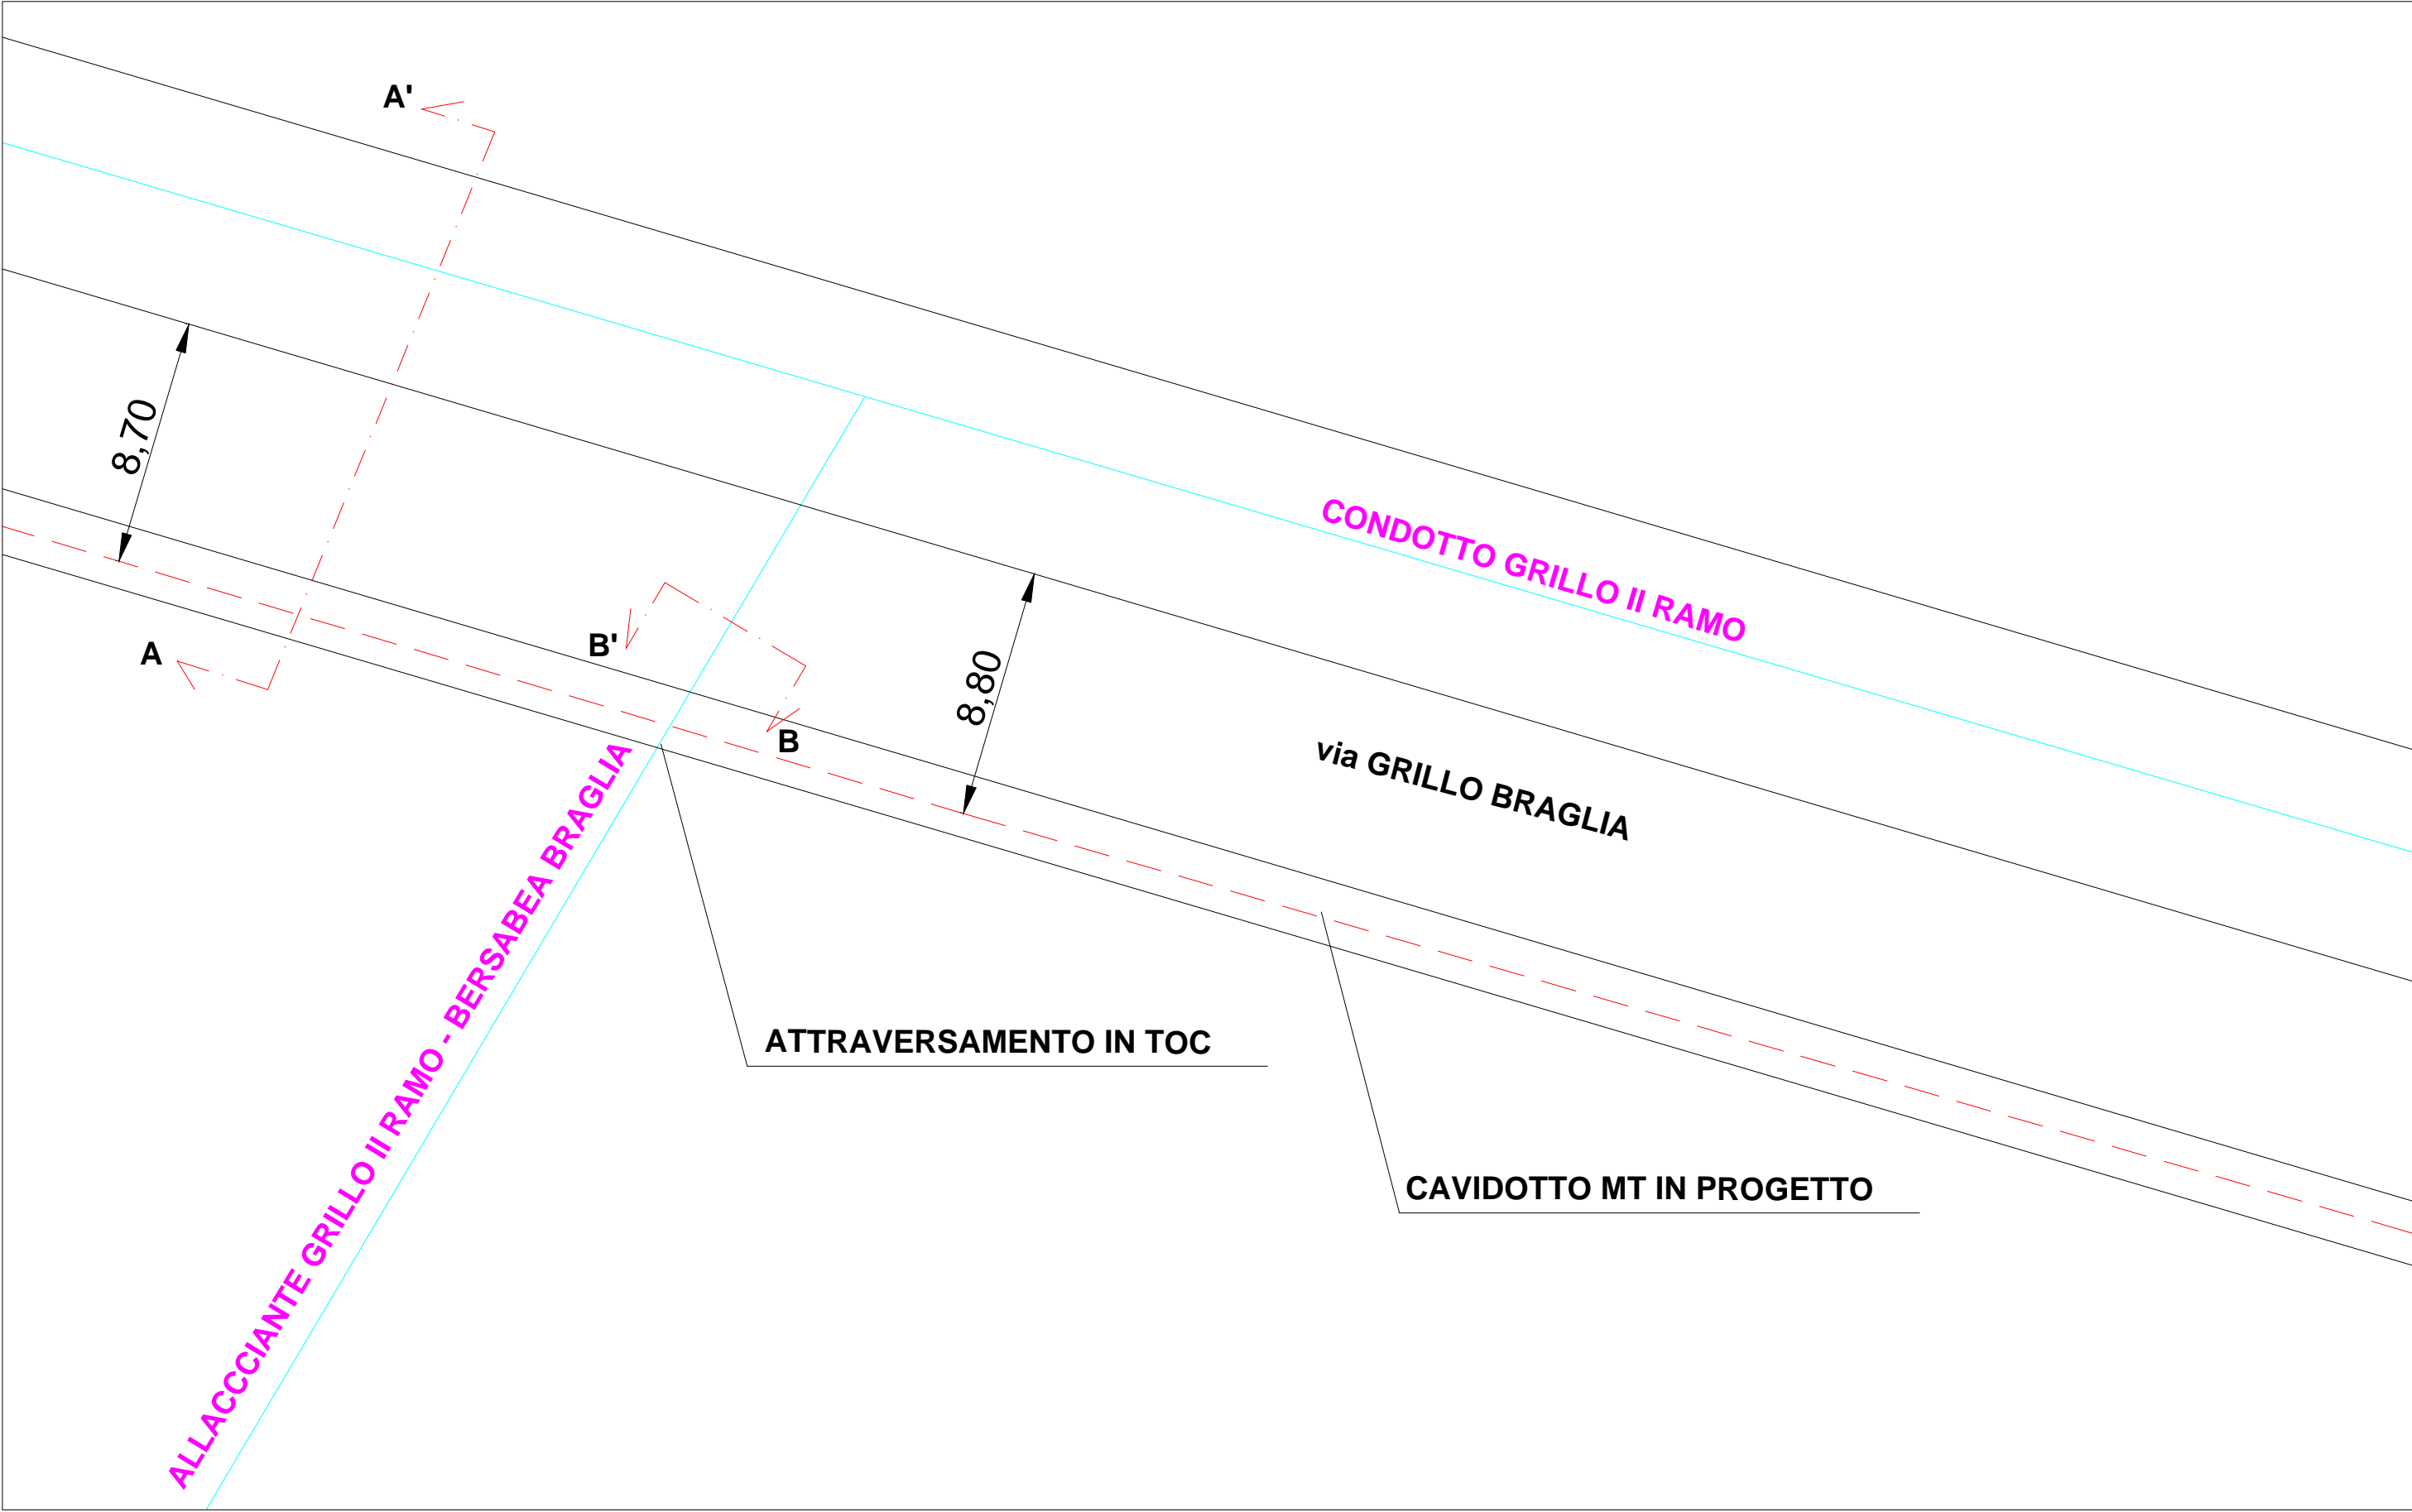 A'
8,70
CONDOTTO GRILLO II RAMO
A
B'
8,80
B
via GRILLO BRAGLIA
ALLACCCIANTE GRILLO II RAMO - BERSABEA BRAGLIA
ATTRAVERSAMENTO IN TOC
CAVIDOTTO MT IN PROGETTO